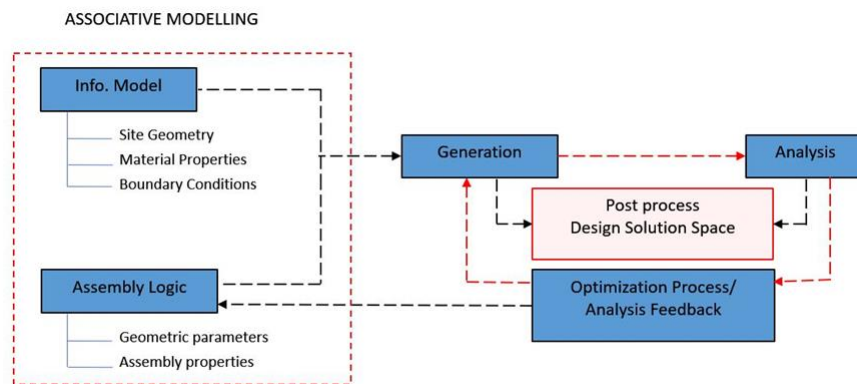 ASSOCIATIVE MODELLING
Info. Model
Site Geometry
Material Properties
Boundary Conditions
Generation
Analysis
Post process
Design Solution Space
Assembly Logic
Geometric parameters
Assembly properties
Optimization Process/
Analysis Feedback